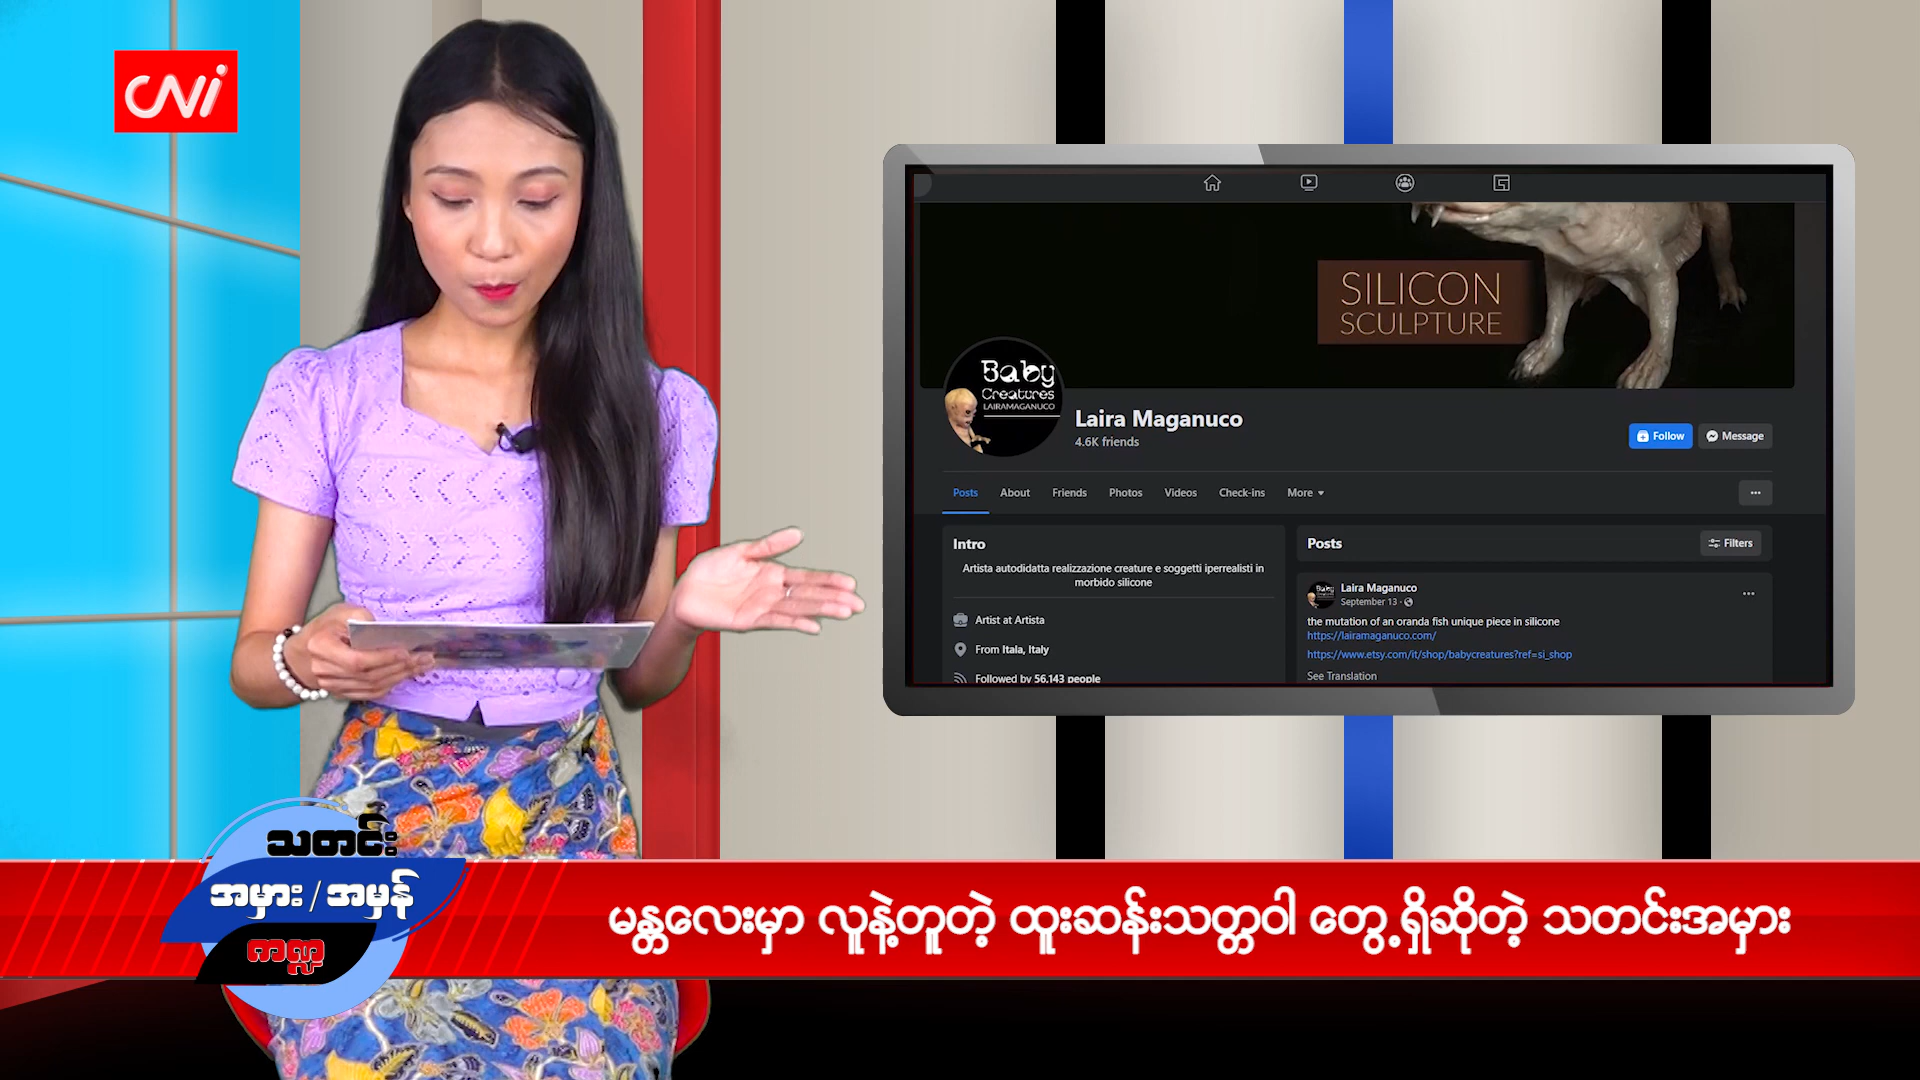 CNI
SILICON
SCULPTURE
Baby
Creatures
LAIRAMAGANUCO
Laira Maganuco
4.6K friends
Follow
Message
Posts
About
Friends
Photos
Videos
Check-Ins
More
Intro
Artista autodidatta realizzazione creature e soggetti iperrealisti in
morbido silicone
Artist at Artista
From Itala, Italy
Followed by 56,143 people
Posts
Filters
Laira Maganuco
September 13 ·
the mutation of an oranda fish unique piece in silicone
https://lairamaganuco.com/
https://www.etsy.com/it/shop/babycreatures?ref=si_shop
See Translation
သတင်း
အမှား / အမှန်
ကဏ္ဍ
မန္တလေးမှာ လူနဲ့တူတဲ့ ထူးဆန်းသတ္တဝါ တွေ့ရှိဆိုတဲ့ သတင်းအမှား